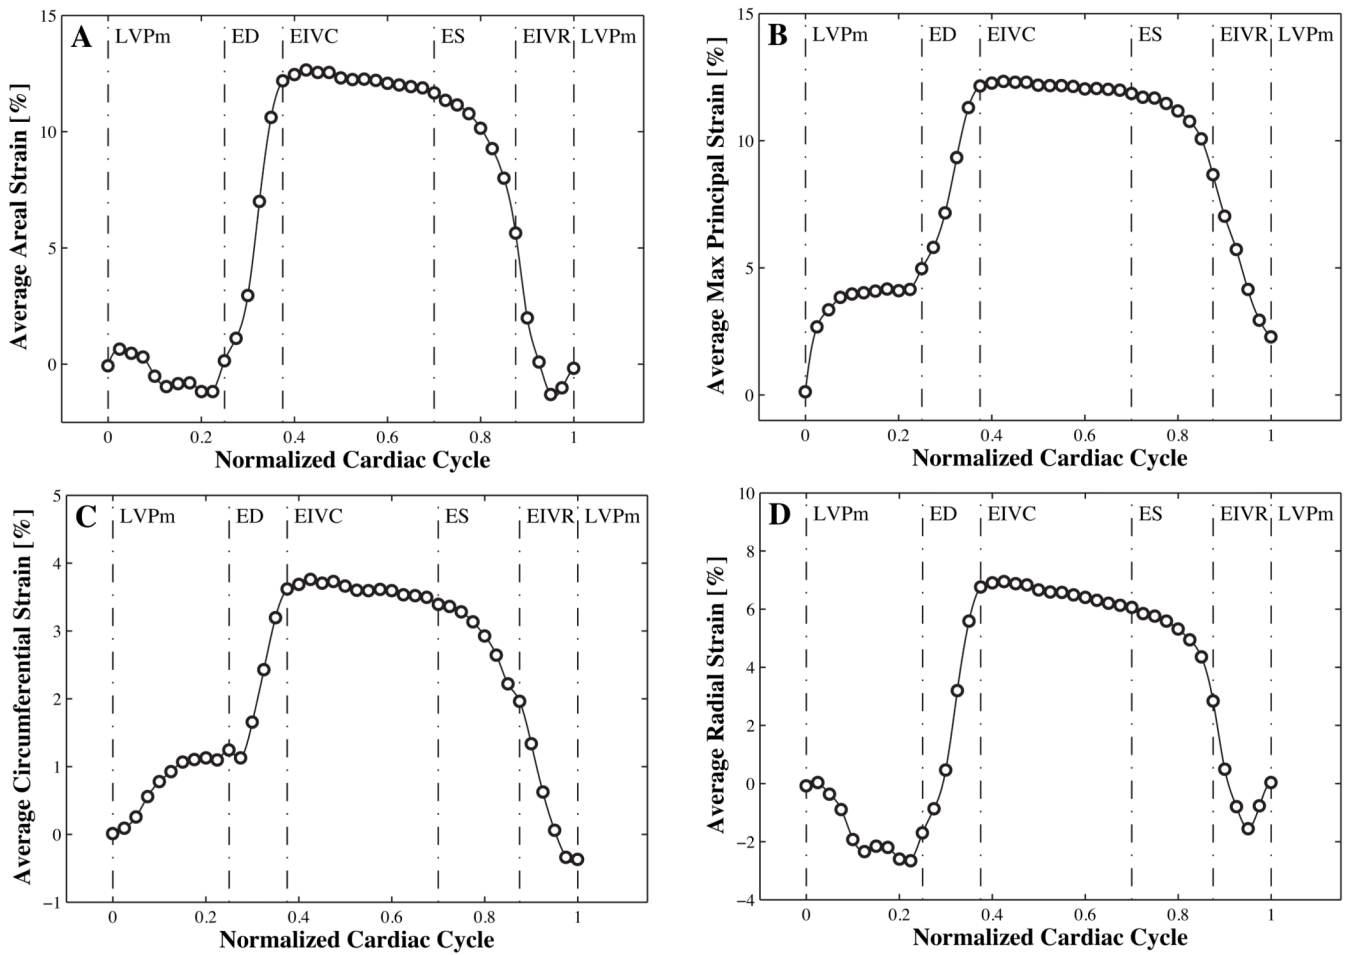 A
LVPm
ED
EIVC
ES
EIVR
LVPm
15
10
5
0
Average Areal Strain [%]
0
0.2
0.4
0.6
0.8
1
Normalized Cardiac Cycle
B
LVPm
ED
EIVC
ES
EIVR
LVPm
15
10
5
0
Average Max Principal Strain [%]
0
0.2
0.4
0.6
0.8
1
Normalized Cardiac Cycle
C
LVPm
ED
EIVC
ES
EIVR
LVPm
5
4
3
2
1
0
−1
Average Circumferential Strain [%]
0
0.2
0.4
0.6
0.8
1
Normalized Cardiac Cycle
D
LVPm
ED
EIVC
ES
EIVR
LVPm
10
8
6
4
2
0
−2
−4
Average Radial Strain [%]
0
0.2
0.4
0.6
0.8
1
Normalized Cardiac Cycle